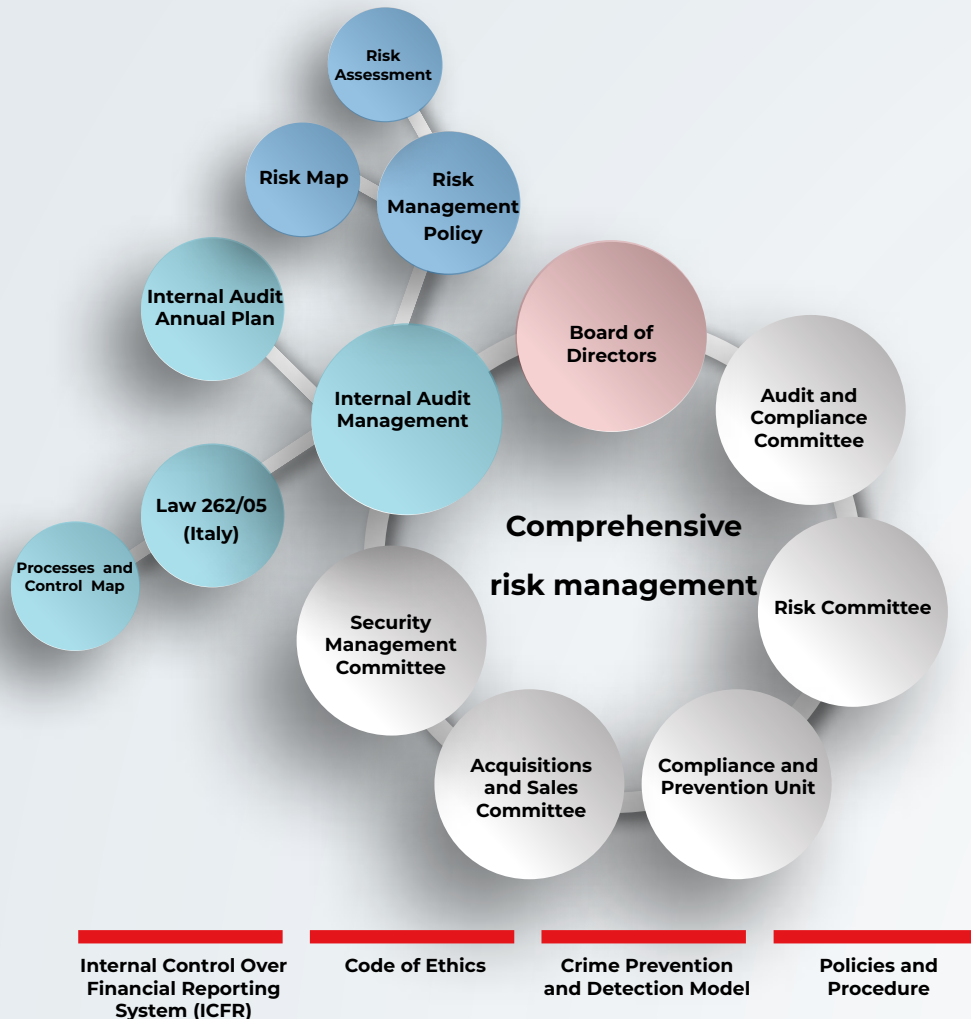 Risk
Assessment
Risk Map
Risk
Management
Policy
Internal Audit
Annual Plan
Board of
Directors
Internal Audit
Management
Audit and
Compliance
Committee
Law 262/05
(Italy)
Comprehensive
risk management
Processes and
Control Map
Risk Committee
Security
Management
Committee
Acquisitions
and Sales
Committee
Compliance and
Prevention Unit
Internal Control Over
Financial Reporting
System (ICFR)
Code of Ethics
Crime Prevention
and Detection Model
Policies and
Procedure